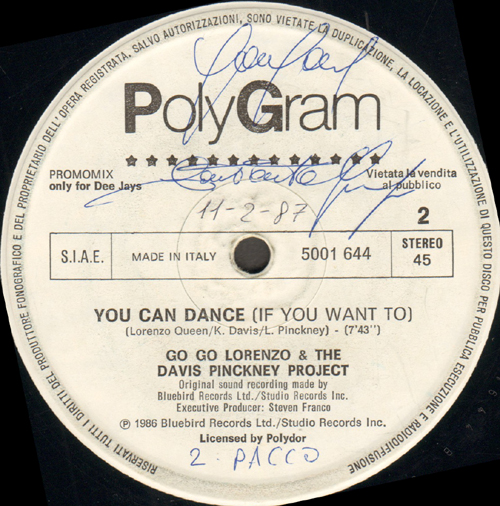 RISERVATI TUTTI I DIRITTI DEL PRODUTTORE FONOGRAFICO E DEL PROPRIETARIO DELL'OPERA REGISTRATA. SALVO AUTORIZZAZIONI, SONO VIETATE LA DUPLICAZIONE, LA LOCAZIONE E L'UTILIZZAZIONE DI QUESTO DISCO PER PUBBLICA ESECUZIONE E RADIODIFFUSIONE
PolyGram
PROMOMIX
only for Dee Jays
Vietata la vendita
al pubblico
11-2-87
2
S.I.A.E.
MADE IN ITALY
5001 644
STEREO
45
YOU CAN DANCE (IF YOU WANT TO)
(Lorenzo Queen/K. Davis/L. Pinckney) - (7'43'')
GO GO LORENZO & THE
DAVIS PINCKNEY PROJECT
Original sound recording made by
Bluebird Records Ltd./Studio Records Inc.
Executive Producer: Steven Franco
℗ 1986 Bluebird Records Ltd./Studio Records Inc.
Licensed by Polydor
2. PACCO